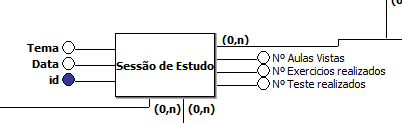 (0,n)
Tema
Nº Aulas Vistas
Data
Sessão de Estudo
Nº Exercicios realizados
id
Nº Teste realizados
(0,n)
(0,n)